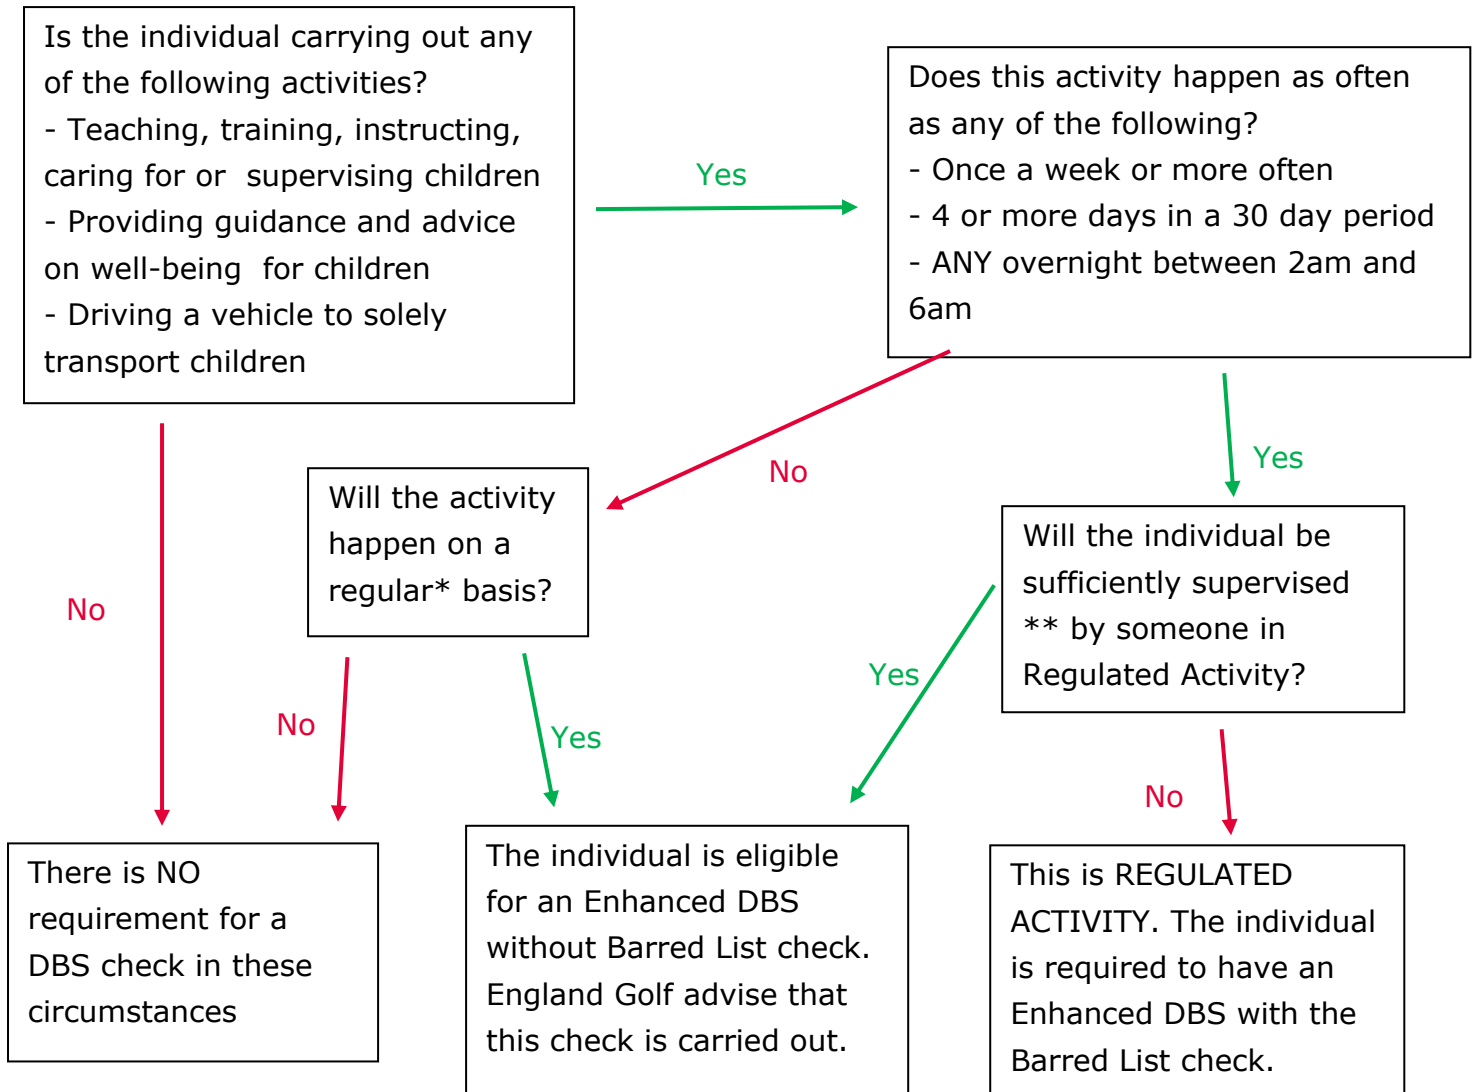 Is the individual carrying out any
of the following activities?
- Teaching, training, instructing,
caring for or  supervising children
- Providing guidance and advice
on well-being  for children
- Driving a vehicle to solely
transport children
Yes
Does this activity happen as often
as any of the following?
- Once a week or more often
- 4 or more days in a 30 day period
- ANY overnight between 2am and
6am
No
Yes
Will the activity
happen on a
regular* basis?
Will the individual be
sufficiently supervised
** by someone in
Regulated Activity?
No
No
Yes
Yes
No
There is NO
requirement for a
DBS check in these
circumstances
The individual is eligible
for an Enhanced DBS
without Barred List check.
England Golf advise that
this check is carried out.
This is REGULATED
ACTIVITY. The individual
is required to have an
Enhanced DBS with the
Barred List check.